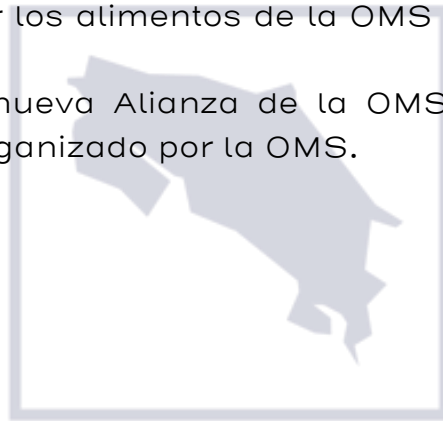 los alimentos de la OMS
nueva Alianza de la OMS
ganizado por la OMS.